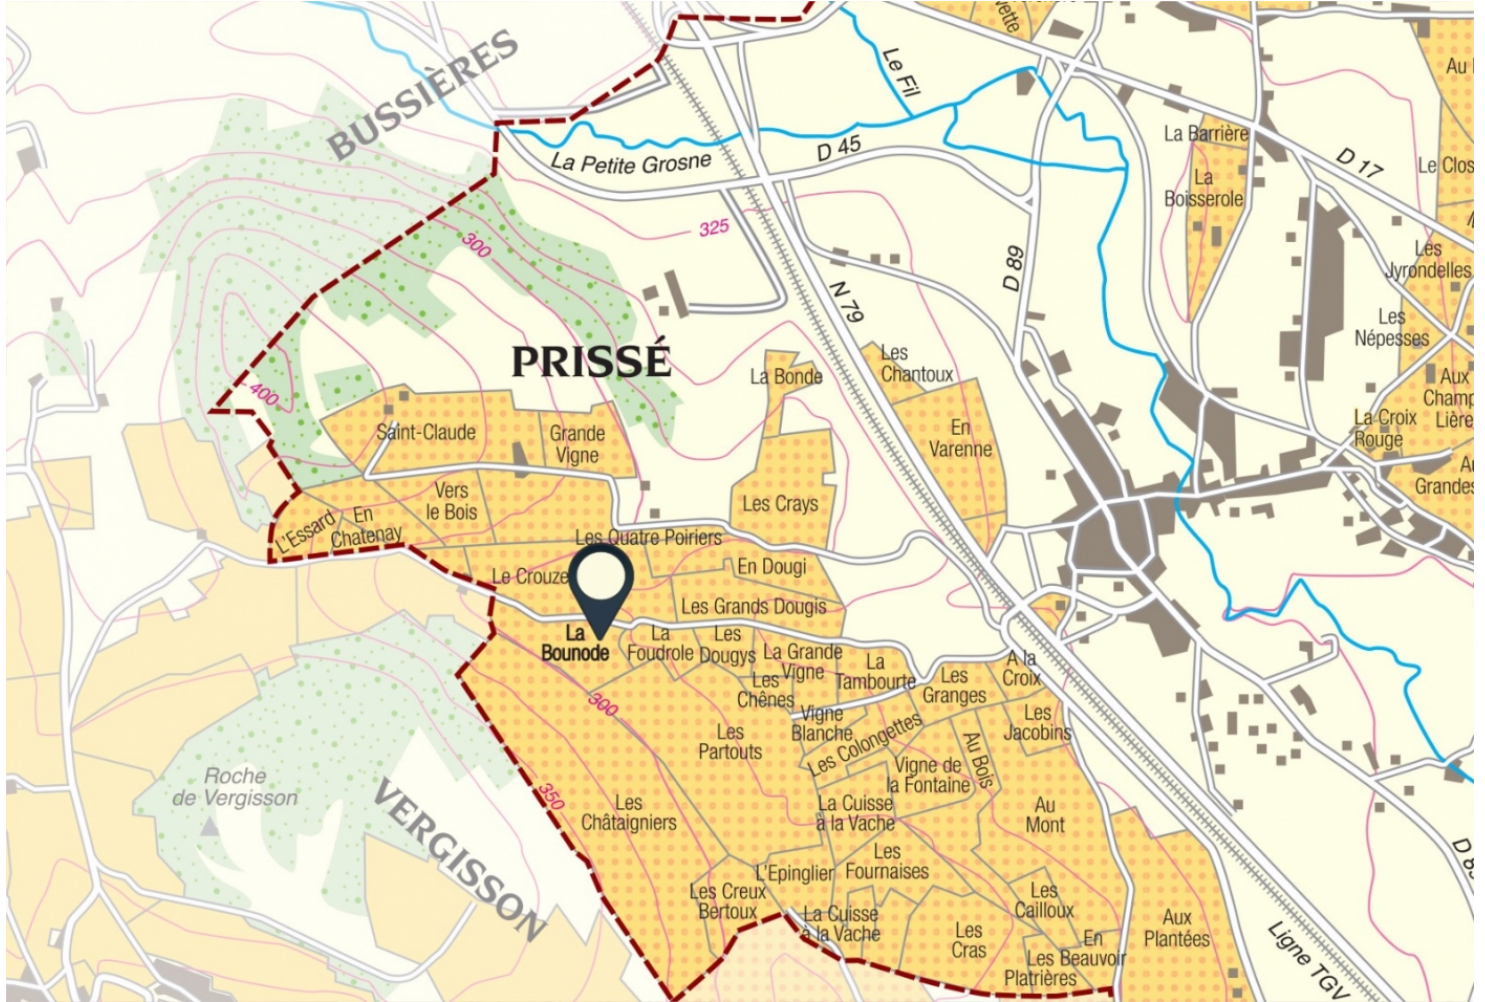 BUSSIÈRES
Le Fil
Au
La Barrière
D 17
Le Clos
La Petite Grosne
D 45
La
Boisserole
325
300
D 89
Les
Jyrondelles
N 79
Les
Népesses
PRISSÉ
Les
Chantoux
La Bonde
400
Aux
Champ
Lière
La Croix
Rouge
Saint-Claude
Grande
Vigne
En
Varenne
Grandes
Vers
le Bois
Les Crays
L'Essard
En
Chatenay
Les Quatre Poiriers
Le Crouze
En Dougi
Les Grands Dougis
La
Bounode
La
Foudrole
Les
Dougys
La Grande
Vigne
La
Tambourte
A la
Croix
Les
Granges
Les
Chênes
300
Vigne
Blanche
Les
Jacobins
Les
Partouts
Les Colongettes
Au Bois
Vigne de
la Fontaine
Roche
de Vergisson
350
Les
Châtaigniers
La Cuisse
à la Vache
Au
Mont
VERGISSON
D 89
L'Epinglier
Les
Fournaises
Les Creux
Bertoux
Les
Cailloux
La Cuisse
à la Vache
Les
Cras
Aux
Plantées
En
Beauvoir
Les
Platrières
Ligne TGV